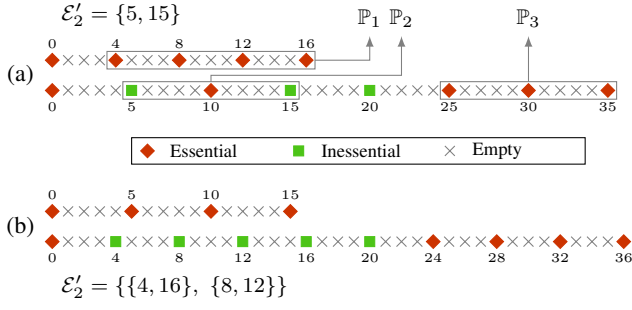 ℰ′₂ = {5, 15}
ℙ₁ ℙ₂ ℙ₃
0 4 8 12 16
(a)
0 5 10 15 20 25 30 35
Essential Inessential Empty
0 5 10 15
(b)
0 4 8 12 16 20 24 28 32 36
ℰ′₂ = {{4, 16}, {8, 12}}